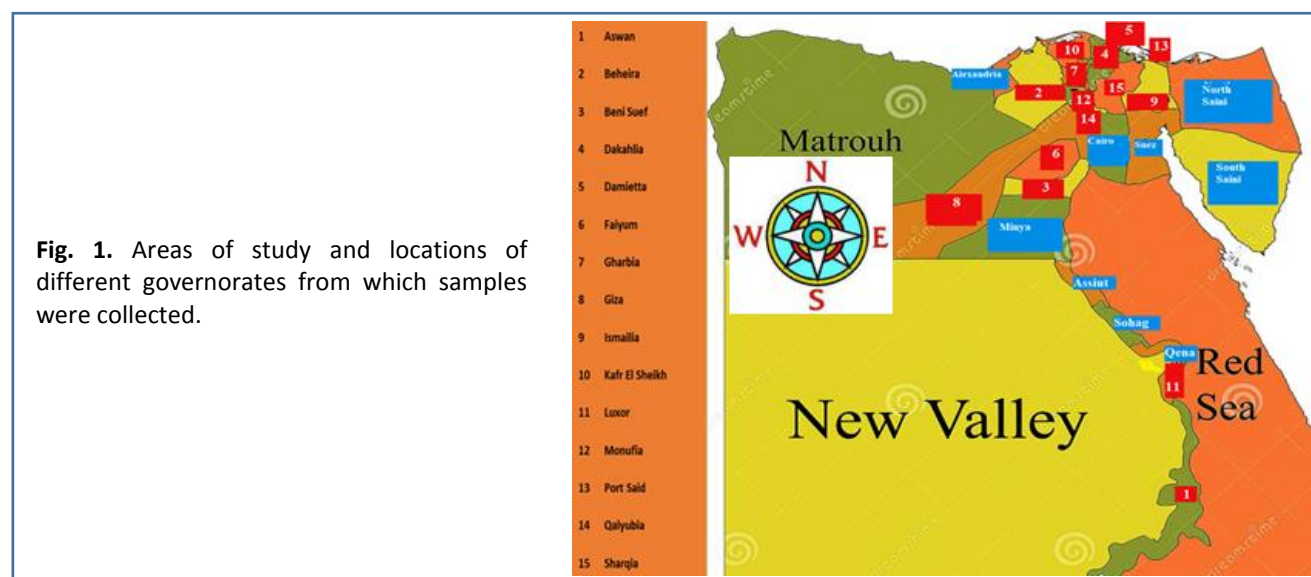 Fig. 1. Areas of study and locations of
different governorates from which samples
were collected.
1 Aswan
2 Beheira
3 Beni Suef
4 Dakahlia
5 Damietta
6 Faiyum
7 Gharbia
8 Giza
9 Ismailia
10 Kafr El Sheikh
11 Luxor
12 Monufia
13 Port Said
14 Qalyubia
15 Sharqia
5
10
4
13
Alexandria
7
2
15
North
Saini
12
9
14
Matrouh
Cairo
Suez
6
South
Saini
N
3
8
W
E
Minya
S
Assiut
Sohag
Qena
Red
Sea
11
New Valley
1
dreamstime